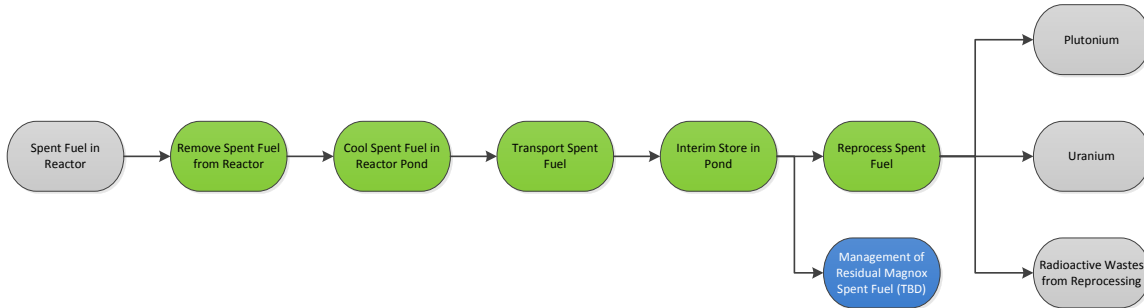 Plutonium
Spent Fuel in
Reactor
Remove Spent Fuel
from Reactor
Cool Spent Fuel in
Reactor Pond
Transport Spent
Fuel
Interim Store in
Pond
Reprocess Spent
Fuel
Uranium
Management of
Residual Magnox
Spent Fuel (TBD)
Radioactive Wastes
from Reprocessing